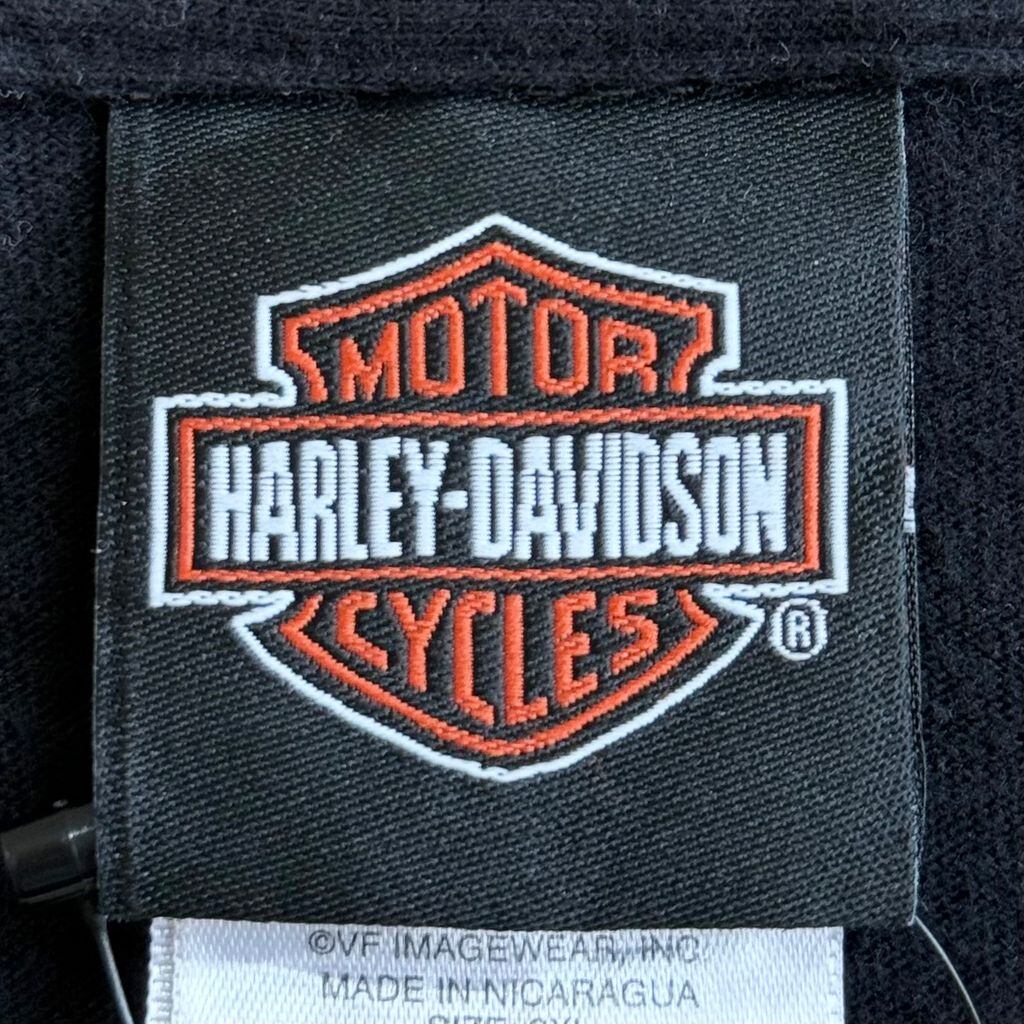 MOTOR
HARLEY-DAVIDSON
CYCLES
®
©VF IMAGEWEAR, INC.
MADE IN NICARAGUA